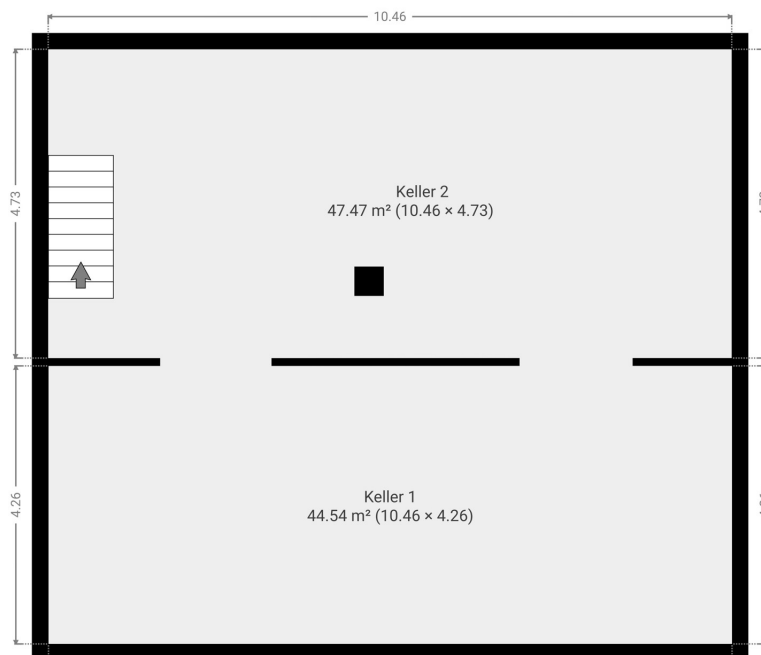 10.46
4.73
Keller 2
47.47 m² (10.46 × 4.73)
4.26
Keller 1
44.54 m² (10.46 × 4.26)